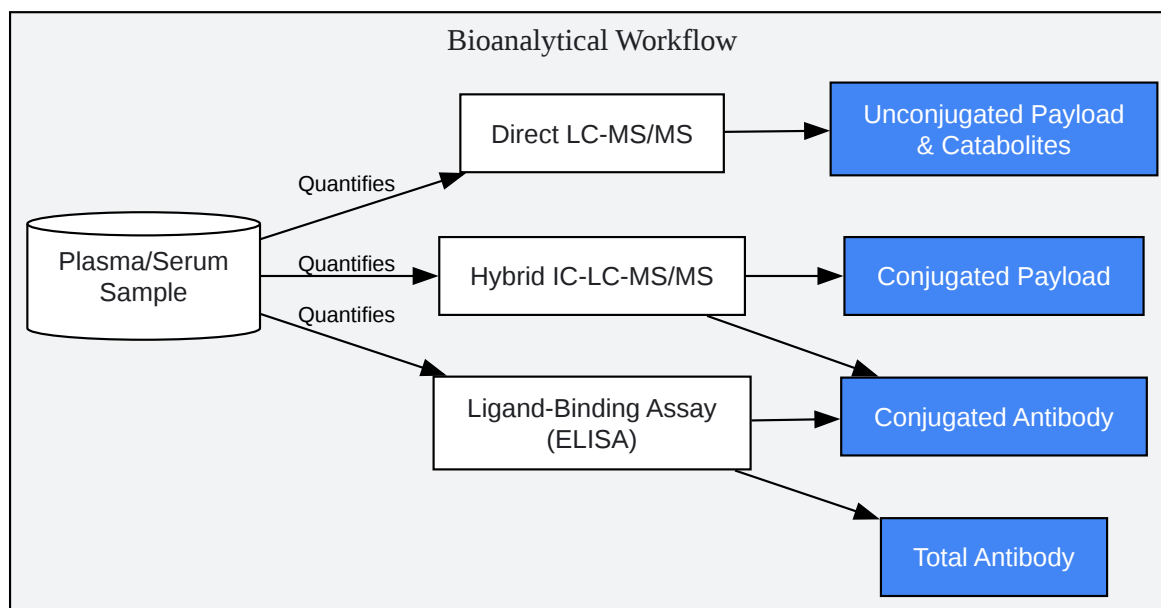 Bioanalytical Workflow
Direct LC-MS/MS
Unconjugated Payload
& Catabolites
Quantifies
Plasma/Serum
Sample
Quantifies
Hybrid IC-LC-MS/MS
Conjugated Payload
Quantifies
Ligand-Binding Assay
(ELISA)
Conjugated Antibody
Total Antibody